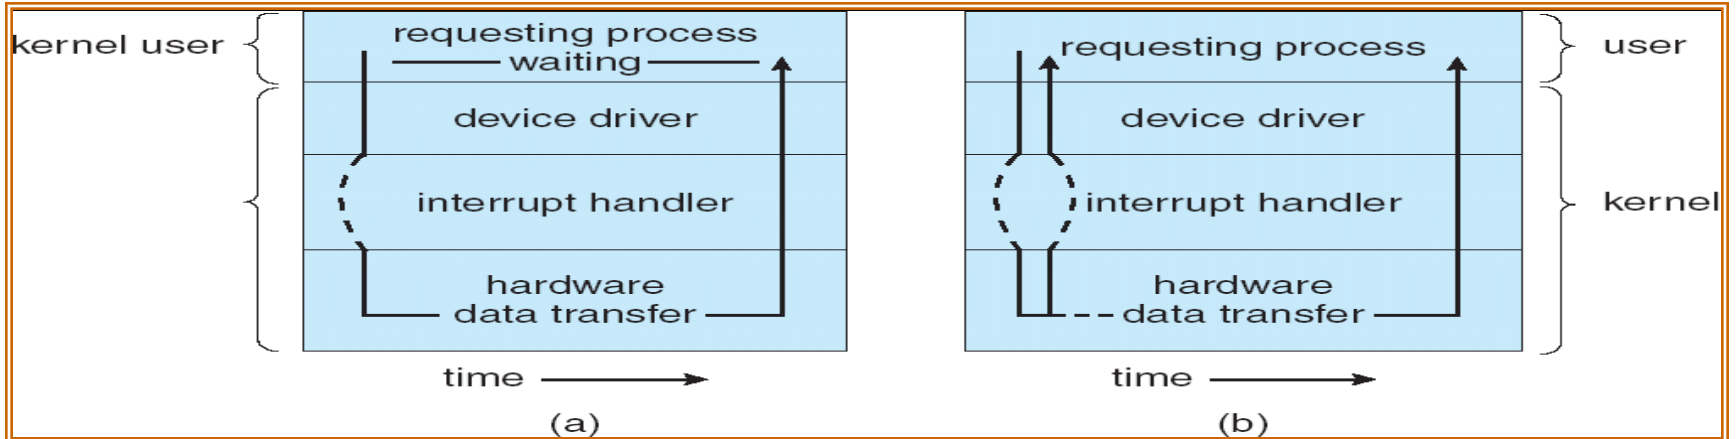 kernel user
requesting process
waiting
device driver
interrupt handler
hardware
data transfer
time
(a)
requesting process
user
device driver
interrupt handler
kernel
hardware
data transfer
time
(b)